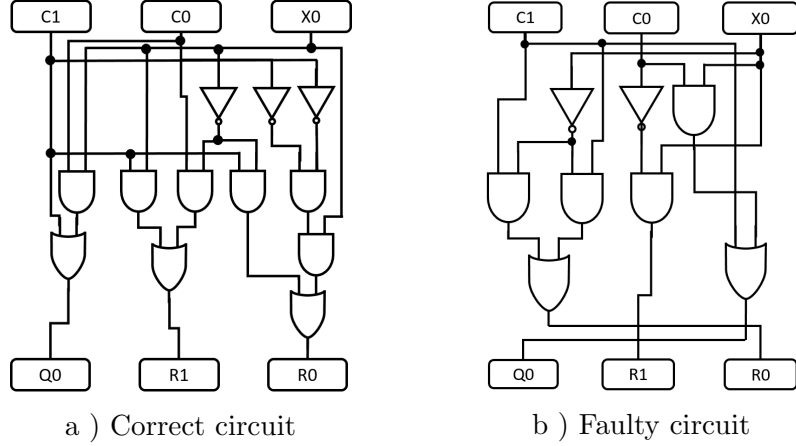 C1 C0 X0 C1 C0 X0
Q0 R1 R0 Q0 R1 R0
a ) Correct circuit b ) Faulty circuit